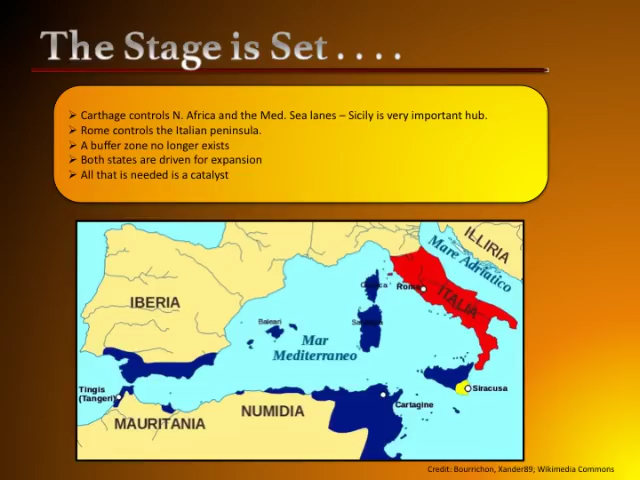 The Stage is Set . . . .
➢ Carthage controls N. Africa and the Med. Sea lanes – Sicily is very important hub.
➢ Rome controls the Italian peninsula.
➢ A buffer zone no longer exists
➢ Both states are driven for expansion
➢ All that is needed is a catalyst
ILLIRIA
Mare Adriatico
Corsica
Roma
ITALIA
IBERIA
Baleari
Sardegna
Mar
Mediterraneo
Tingis
(Tangeri)
Siracusa
Cartagine
NUMIDIA
MAURITANIA
Credit: Bourrichon, Xander89; Wikimedia Commons